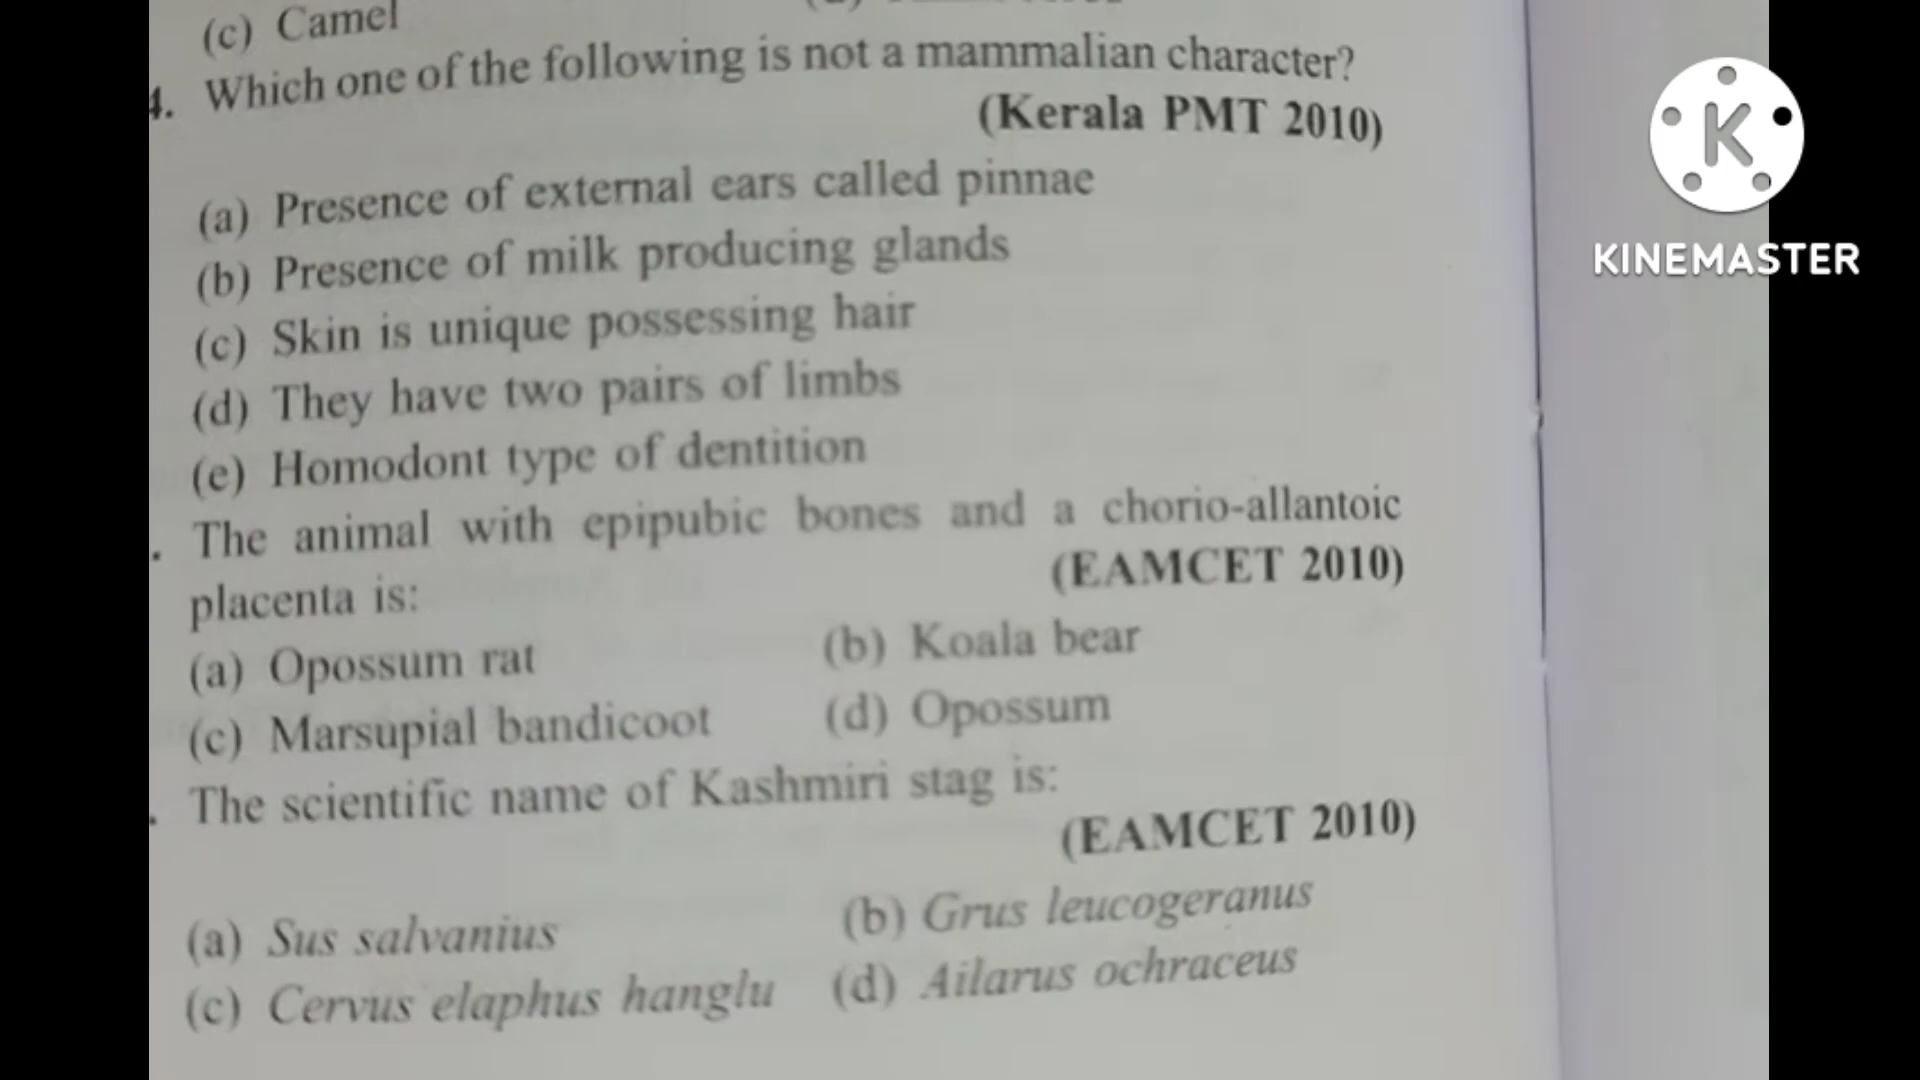 (c) Camel
4. Which one of the following is not a mammalian character?
(Kerala PMT 2010)
(a) Presence of external ears called pinnae
(b) Presence of milk producing glands
(c) Skin is unique possessing hair
(d) They have two pairs of limbs
(e) Homodont type of dentition
. The animal with epipubic bones and a chorio-allantoic
placenta is: (EAMCET 2010)
(a) Opossum rat (b) Koala bear
(c) Marsupial bandicoot (d) Opossum
. The scientific name of Kashmiri stag is:
(EAMCET 2010)
(a) Sus salvanius (b) Grus leucogeranus
(c) Cervus elaphus hanglu (d) Ailarus ochraceus
K
KINEMASTER